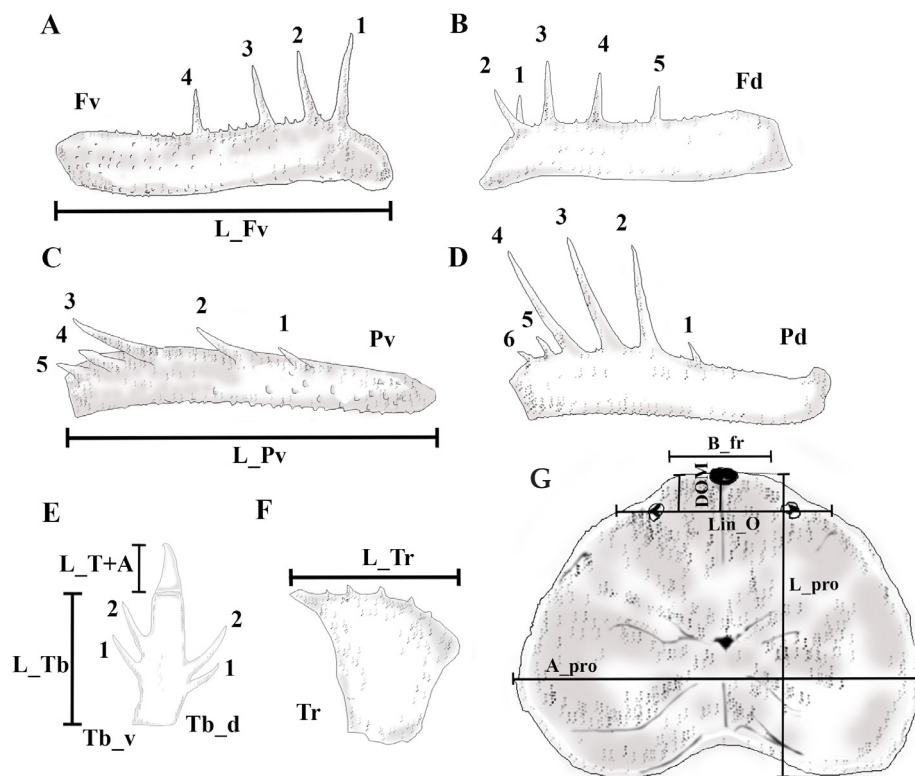 A
1
2
3
4
Fv
L_Fv
B
2
1
3
4
5
Fd
C
3
4
5
2
1
Pv
L_Pv
D
4
3
2
5
6
1
Pd
E
L_T+A
2
1
2
1
L_Tb
Tb_v
Tb_d
F
L_Tr
Tr
G
B_fr
DOM
Lin_O
L_pro
A_pro